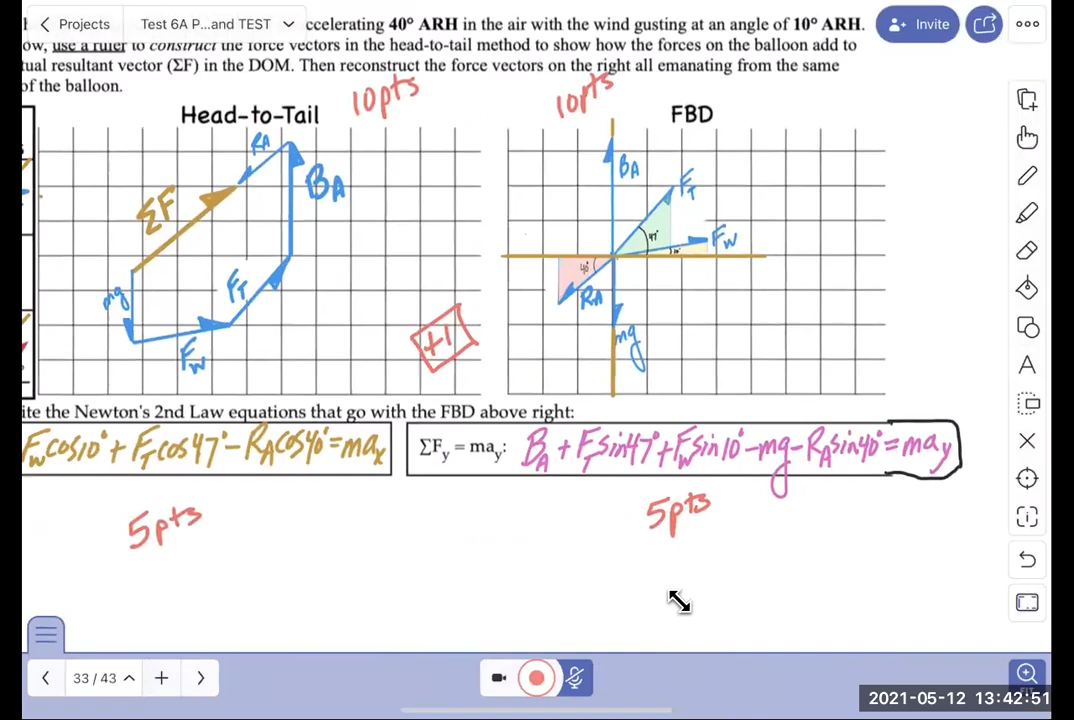 Projects
Test 6A P...and TEST
ccelerating 40° ARH in the air with the wind gusting at an angle of 10° ARH.
Invite
ow, use a ruler to construct the force vectors in the head-to-tail method to show how the forces on the balloon add to
tual resultant vector (ΣF) in the DOM. Then reconstruct the force vectors on the right all emanating from the same
of the balloon.
10pts
10pts
Head-to-Tail
FBD
RA
BA
ΣF
mg
FT
FW
+1
BA
FT
47°
FW
10°
40°
RA
mg
ite the Newton's 2nd Law equations that go with the FBD above right:
FWcos10° + FTcos47° - RAcos40° = max
ΣFy = may:
BA + FTsin47° + FWsin10° - mg - RAsin40° = may
5pts
5pts
33 / 43
FIT
2021-05-12 13:42:51